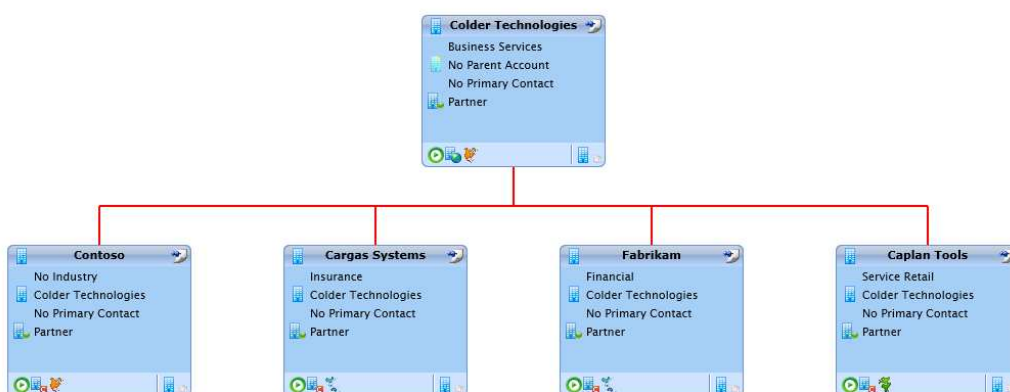 Colder Technologies
Business Services
No Parent Account
No Primary Contact
Partner
Contoso
No Industry
Colder Technologies
No Primary Contact
Partner
Cargas Systems
Insurance
Colder Technologies
No Primary Contact
Partner
Fabrikam
Financial
Colder Technologies
No Primary Contact
Partner
Caplan Tools
Service Retail
Colder Technologies
No Primary Contact
Partner